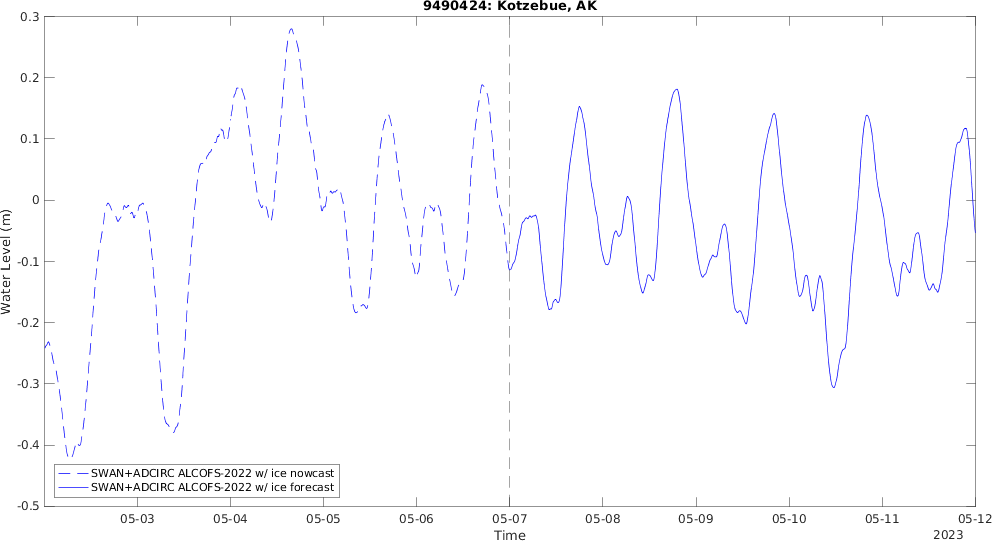 9490424: Kotzebue, AK
0.3
0.2
0.1
0
-0.1
-0.2
-0.3
-0.4
-0.5
Water Level (m)
SWAN+ADCIRC ALCOFS-2022 w/ ice nowcast
SWAN+ADCIRC ALCOFS-2022 w/ ice forecast
05-03 05-04 05-05 05-06 05-07 05-08 05-09 05-10 05-11 05-12
Time
2023